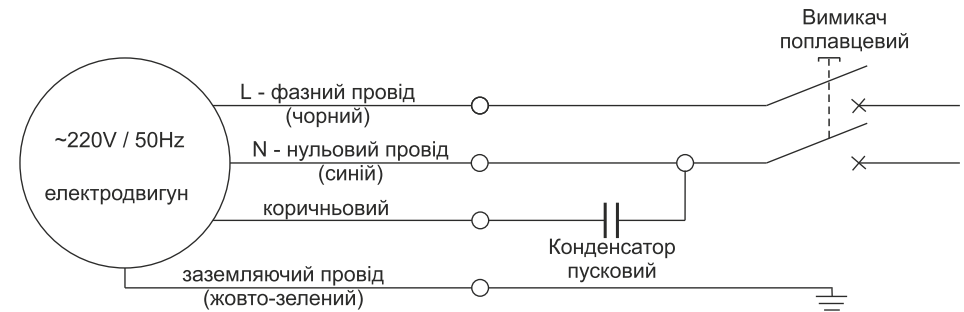 Вимикач
поплавцевий
L - фазний провід
(чорний)
~220V / 50Hz
електродвигун
N - нульовий провід
(синій)
коричньовий
Конденсатор
пусковий
заземляючий провід
(жовто-зелений)